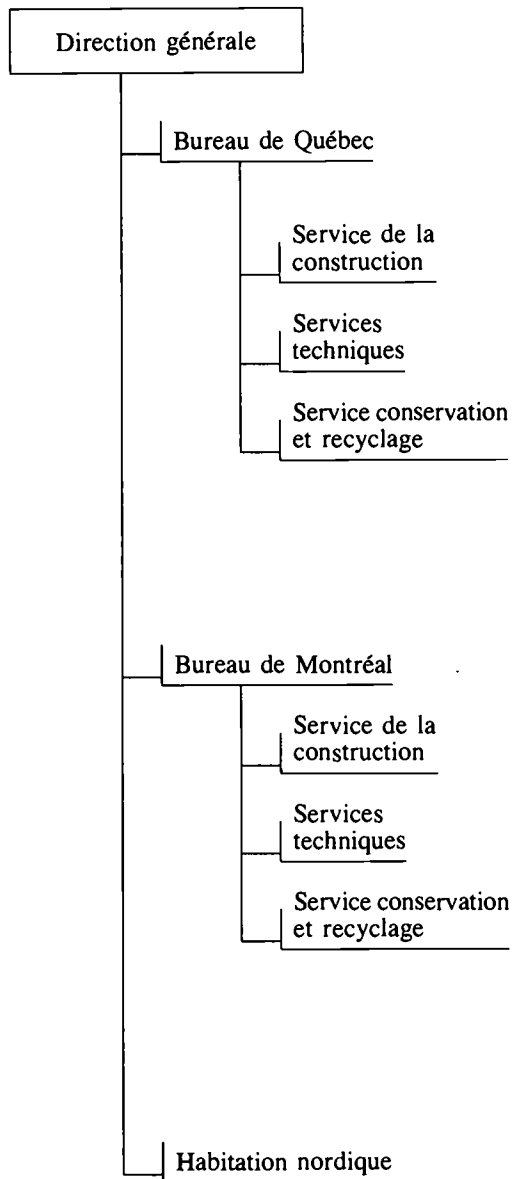 Direction générale
Bureau de Québec
Service de la
construction
Services
techniques
Service conservation
et recyclage
Bureau de Montréal
Service de la
construction
Services
techniques
Service conservation
et recyclage
Habitation nordique